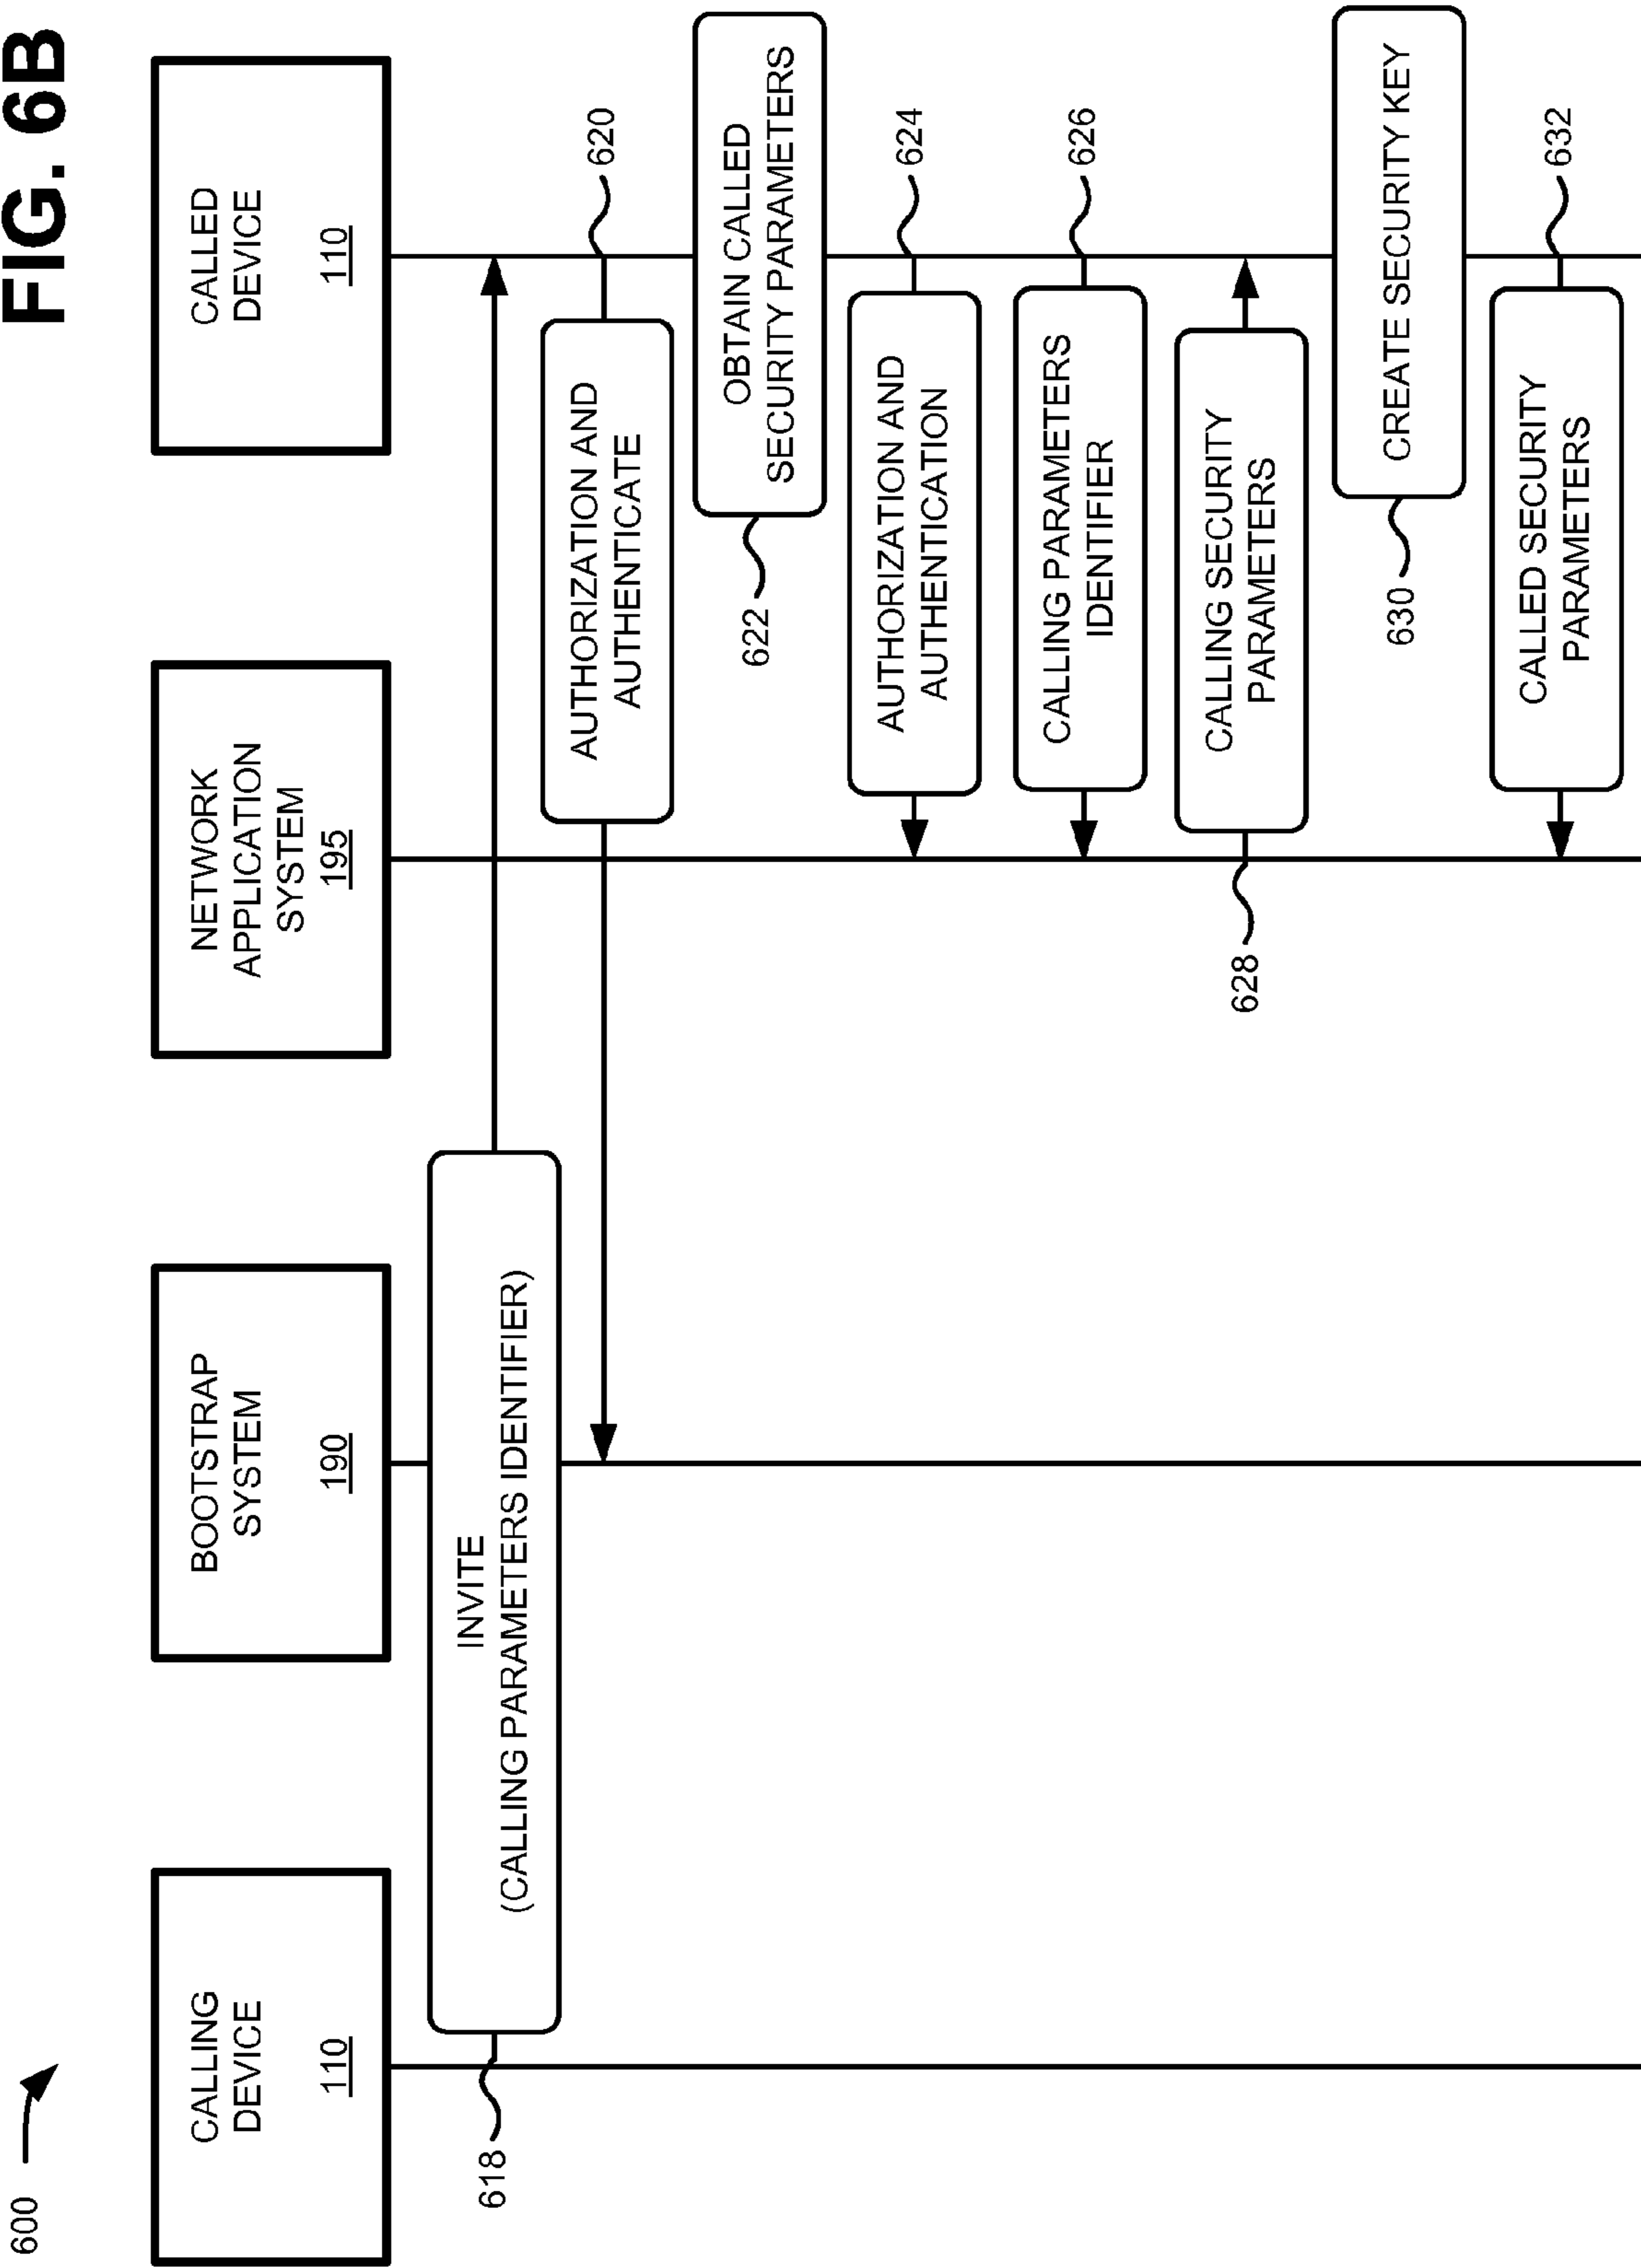 FIG. 6B
600
CALLING
DEVICE
110
BOOTSTRAP
SYSTEM
190
NETWORK
APPLICATION
SYSTEM
195
CALLED
DEVICE
110
618
INVITE
(CALLING PARAMETERS IDENTIFIER)
AUTHORIZATION AND
AUTHENTICATE
620
622
OBTAIN CALLED
SECURITY PARAMETERS
AUTHORIZATION AND
AUTHENTICATION
624
CALLING PARAMETERS
IDENTIFIER
626
628
CALLING SECURITY
PARAMETERS
630
CREATE SECURITY KEY
CALLED SECURITY
PARAMETERS
632